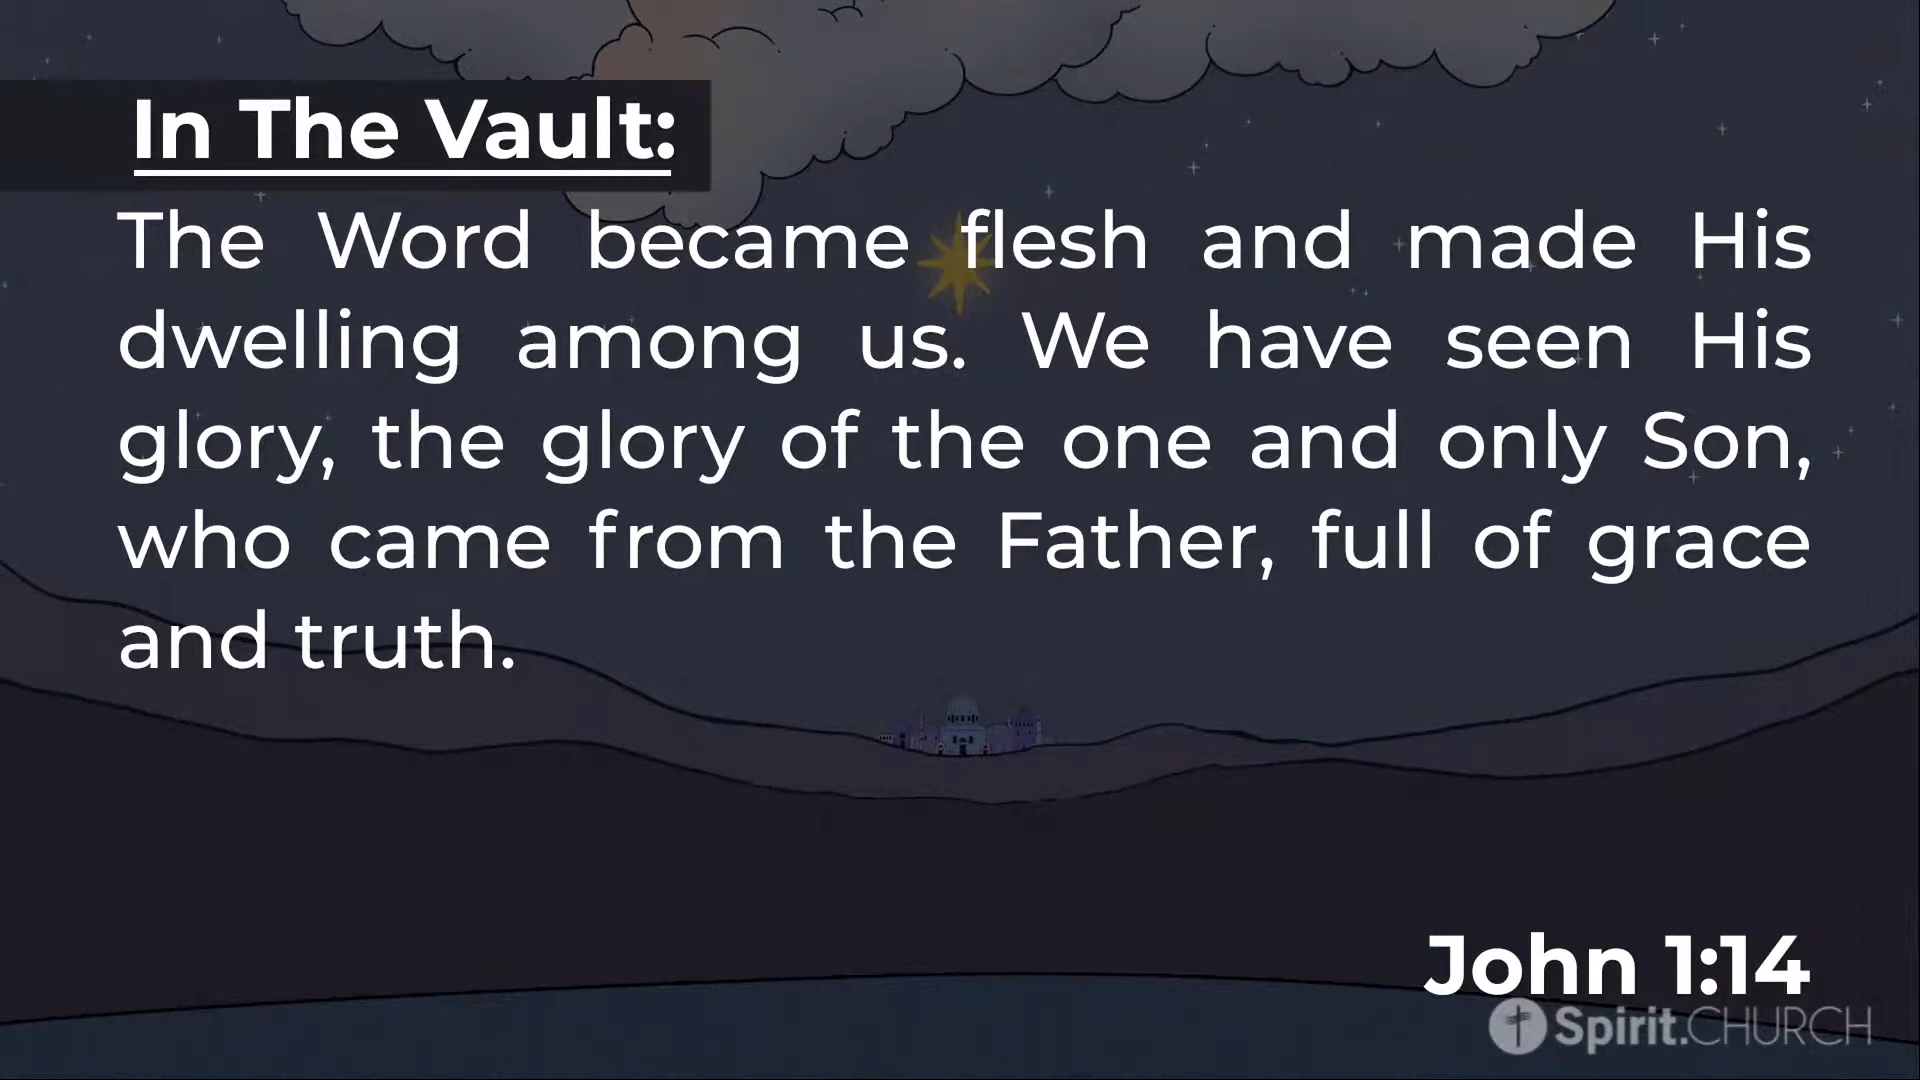 In The Vault:
The Word became flesh and made His
dwelling among us. We have seen His
glory, the glory of the one and only Son,
who came from the Father, full of grace
and truth.
John 1:14
Spirit.CHURCH